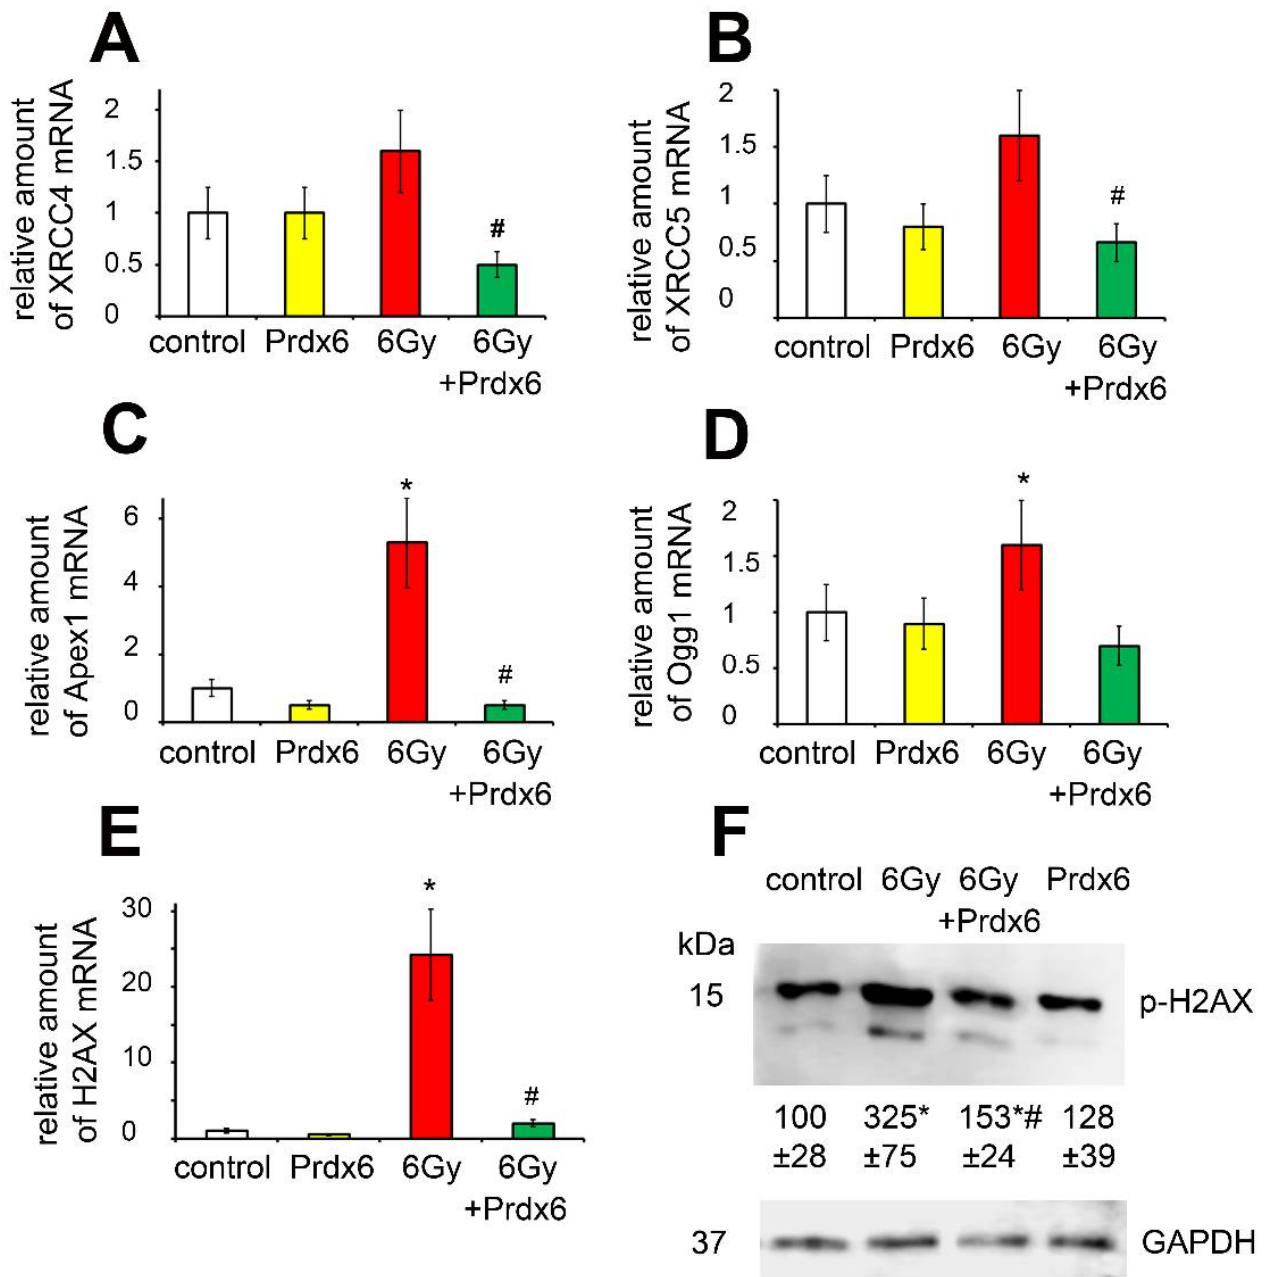 A
relative amount
of XRCC4 mRNA
2
1.5
1
0.5
0
#
control Prdx6 6Gy 6Gy
+Prdx6
B
relative amount
of XRCC5 mRNA
2
1.5
1
0.5
0
#
control Prdx6 6Gy 6Gy
+Prdx6
C
relative amount
of Apex1 mRNA
6
4
2
0
*
#
control Prdx6 6Gy 6Gy
+Prdx6
D
relative amount
of Ogg1 mRNA
2
1.5
1
0.5
0
*
control Prdx6 6Gy 6Gy
+Prdx6
E
relative amount
of H2AX mRNA
30
20
10
0
*
#
control Prdx6 6Gy 6Gy
+Prdx6
F
control 6Gy 6Gy Prdx6
+Prdx6
kDa
15 p-H2AX
100 325* 153*# 128
±28 ±75 ±24 ±39
37 GAPDH